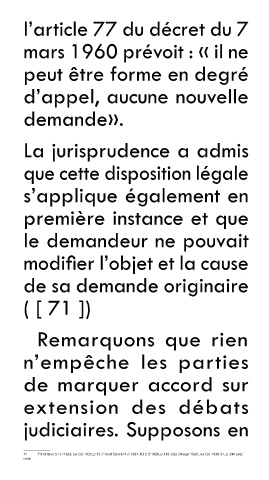 l'article 77 du décret du 7
mars 1960 prévoit : « il ne
peut être forme en degré
d'appel, aucune nouvelle
demande».
La jurisprudence a admis
que cette disposition légale
s'applique également en
première instance et que
le demandeur ne pouvait
modifier l'objet et la cause
de sa demande originaire
( [ 71 ])
Remarquons que rien
n'empêche les parties
de marquer accord sur
extension des débats
judiciaires. Supposons en